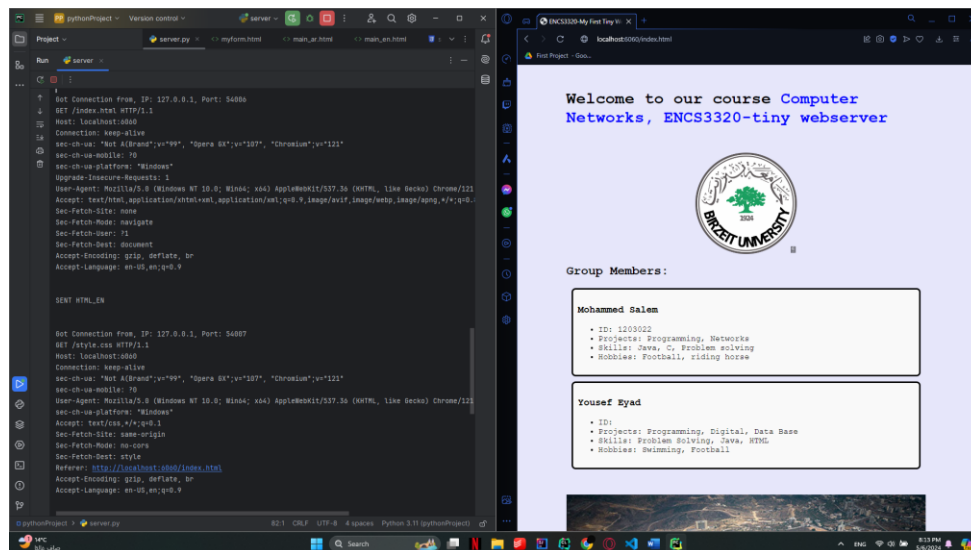 pythonProject
Version control
server
Project
server.py
myform.html
main_ar.html
main_en.html
Run
server
Got Connection from, IP: 127.0.0.1, Port: 54086
GET /index.html HTTP/1.1
Host: localhost:6060
Connection: keep-alive
sec-ch-ua: "Not A(Brand";v="99", "Opera GX";v="107", "Chromium";v="121"
sec-ch-ua-mobile: ?0
sec-ch-ua-platform: "Windows"
Upgrade-Insecure-Requests: 1
User-Agent: Mozilla/5.0 (Windows NT 10.0; Win64; x64) AppleWebKit/537.36 (KHTML, like Gecko) Chrome/121
Accept: text/html,application/xhtml+xml,application/xml;q=0.9,image/avif,image/webp,image/apng,*/*;q=0.
Sec-Fetch-Site: none
Sec-Fetch-Mode: navigate
Sec-Fetch-User: ?1
Sec-Fetch-Dest: document
Accept-Encoding: gzip, deflate, br
Accept-Language: en-US,en;q=0.9
SENT HTML_EN
Got Connection from, IP: 127.0.0.1, Port: 54087
GET /style.css HTTP/1.1
Host: localhost:6060
Connection: keep-alive
sec-ch-ua: "Not A(Brand";v="99", "Opera GX";v="107", "Chromium";v="121"
sec-ch-ua-mobile: ?0
User-Agent: Mozilla/5.0 (Windows NT 10.0; Win64; x64) AppleWebKit/537.36 (KHTML, like Gecko) Chrome/121
sec-ch-ua-platform: "Windows"
Accept: text/css,*/*;q=0.1
Sec-Fetch-Site: same-origin
Sec-Fetch-Mode: no-cors
Sec-Fetch-Dest: style
Referer: http://localhost:6060/index.html
Accept-Encoding: gzip, deflate, br
Accept-Language: en-US,en;q=0.9
pythonProject > server.py
82:1 CRLF UTF-8 4 spaces Python 3.11 (pythonProject)
ENCS3320-My First Tiny W
localhost:6060/index.html
First Project - Goo...
Welcome to our course Computer
Networks, ENCS3320-tiny webserver
1924
BIRZEIT UNIVERSITY
Group Members:
Mohammed Salem
• ID: 1203022
• Projects: Programming, Networks
• Skills: Java, C, Problem solving
• Hobbies: Football, riding horse
Yousef Eyad
• ID:
• Projects: Programming, Digital, Data Base
• Skills: Problem Solving, Java, HTML
• Hobbies: Swimming, Football
14°C
Search
ENG
8:13 PM
5/6/2024